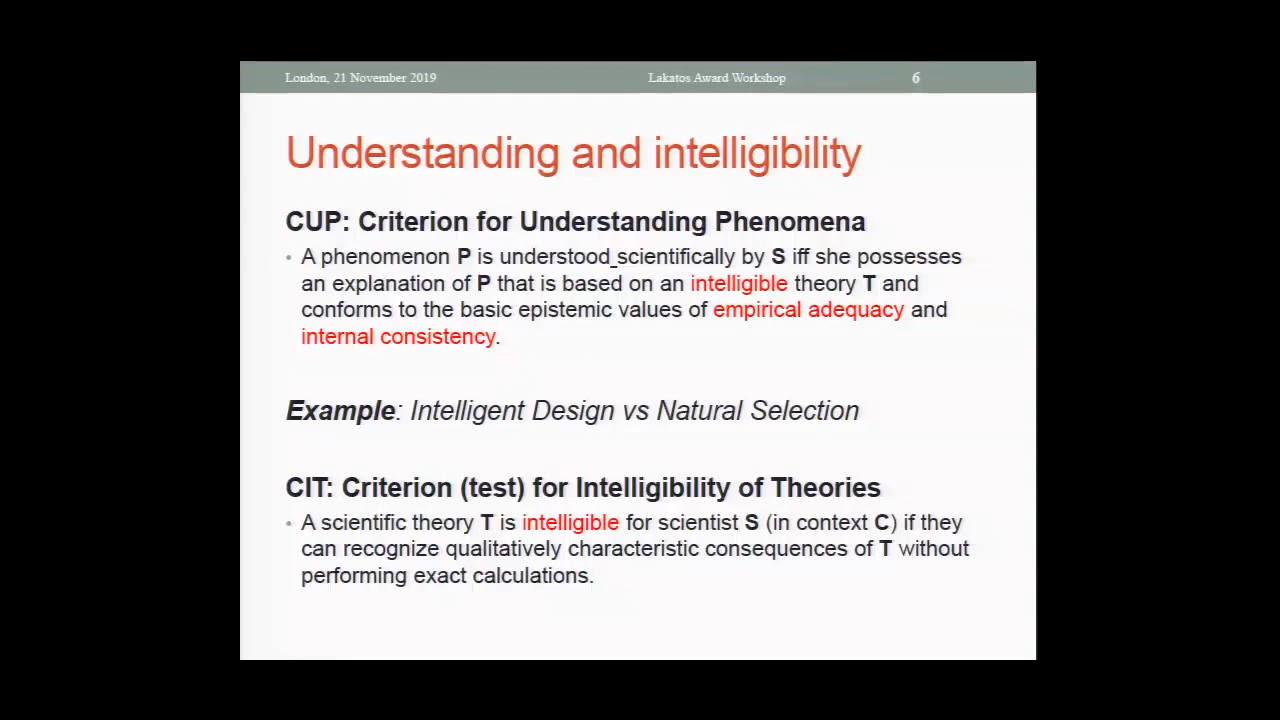 London, 21 November 2019 Lakatos Award Workshop 6
Understanding and intelligibility
CUP: Criterion for Understanding Phenomena
• A phenomenon P is understood_scientifically by S iff she possesses
an explanation of P that is based on an intelligible theory T and
conforms to the basic epistemic values of empirical adequacy and
internal consistency.
Example: Intelligent Design vs Natural Selection
CIT: Criterion (test) for Intelligibility of Theories
• A scientific theory T is intelligible for scientist S (in context C) if they
can recognize qualitatively characteristic consequences of T without
performing exact calculations.